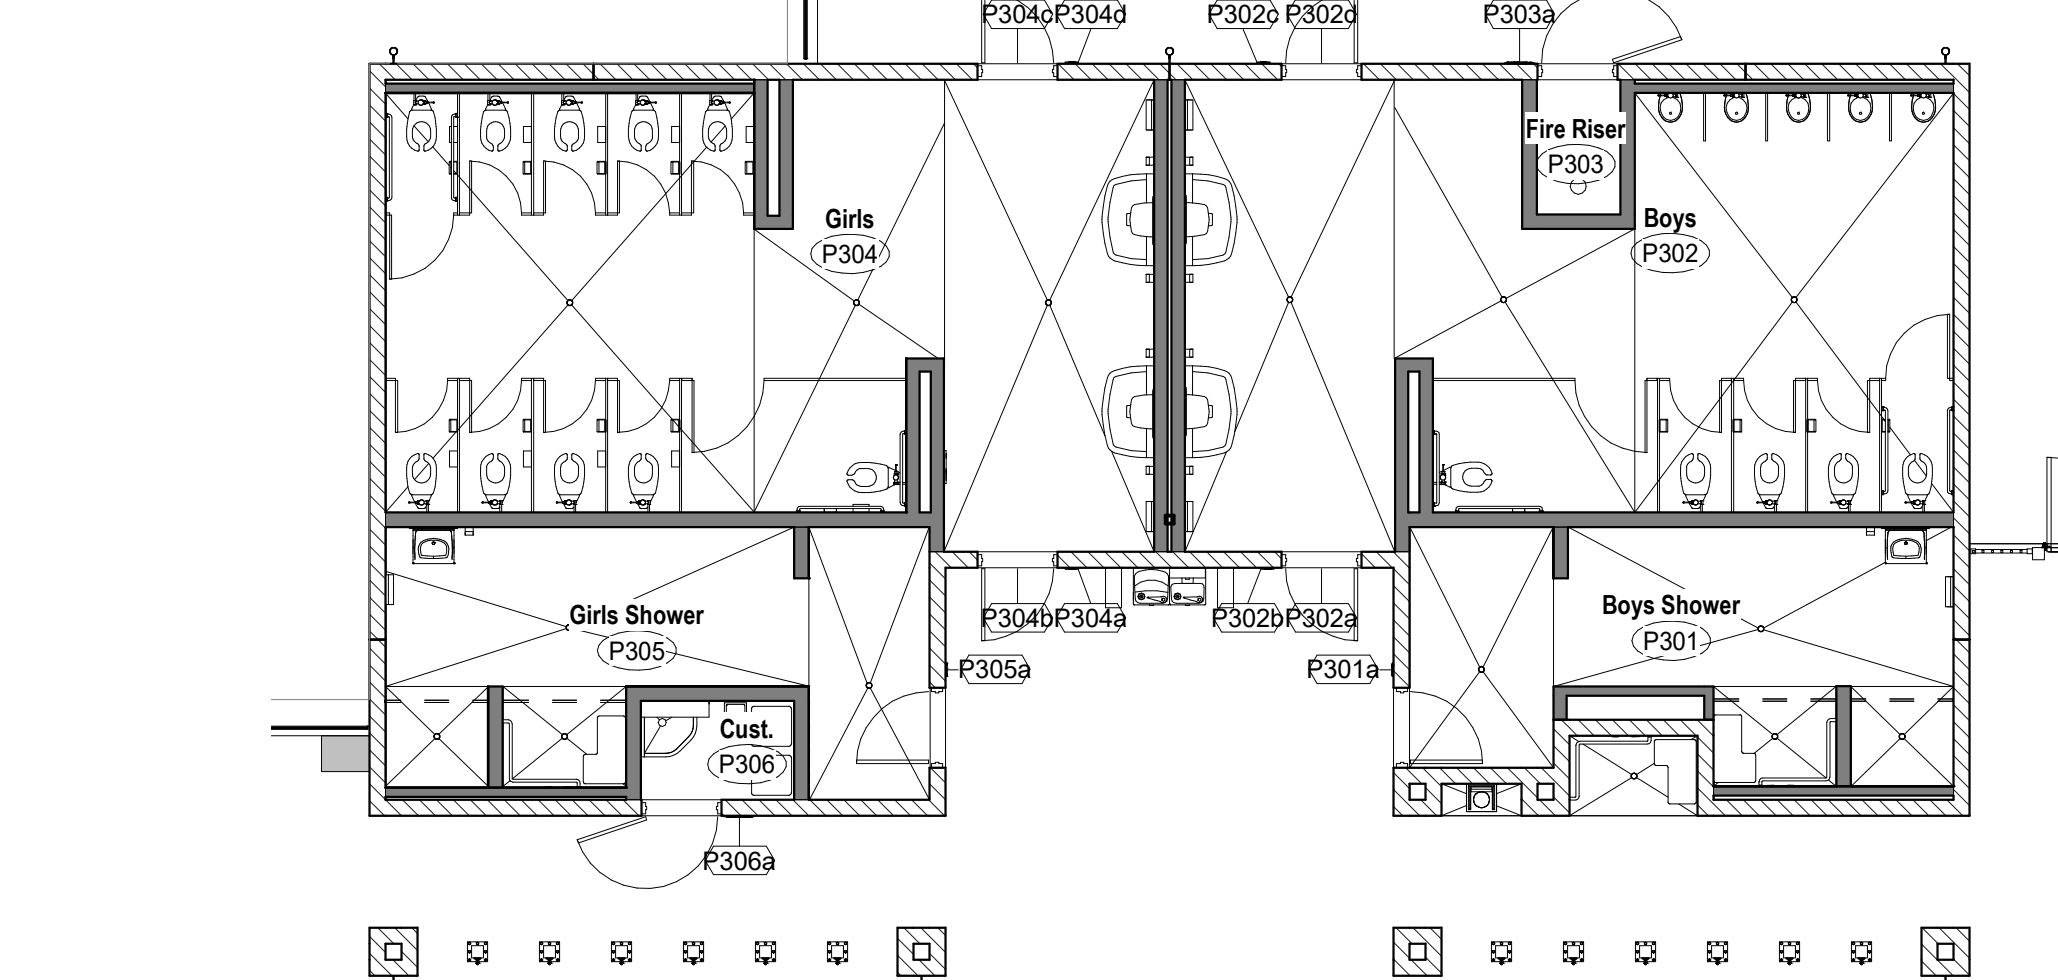 P304c P304d P302c P302d P303a
Fire Riser
P303
Girls
P304
Boys
P302
Girls Shower
P305
Boys Shower
P301
P304b P304a P302b P302a
P305a P301a
Cust.
P306
P306a